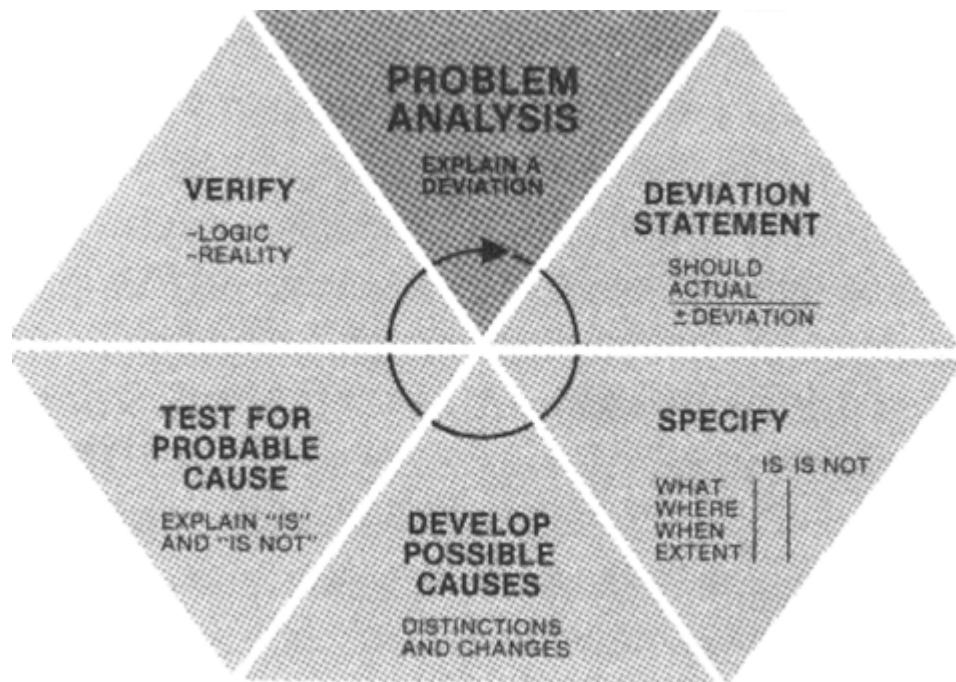 PROBLEM
ANALYSIS
EXPLAIN A
DEVIATION
DEVIATION
STATEMENT
SHOULD
ACTUAL
± DEVIATION
SPECIFY
IS IS NOT
WHAT
WHERE
WHEN
EXTENT
DEVELOP
POSSIBLE
CAUSES
DISTINCTIONS
AND CHANGES
TEST FOR
PROBABLE
CAUSE
EXPLAIN "IS"
AND "IS NOT"
VERIFY
-LOGIC
-REALITY